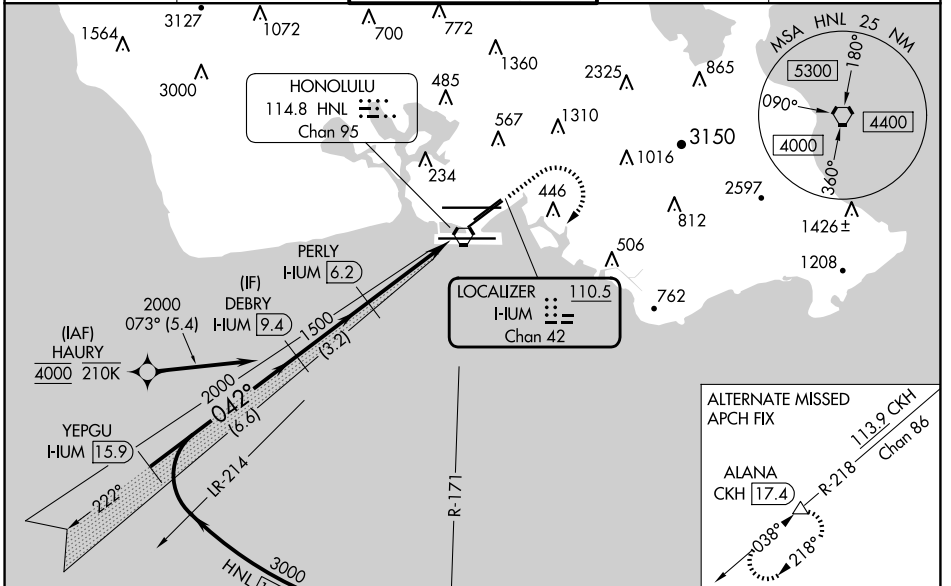 1564
3127
3000
1072
700
772
1360
485
2325
865
HONOLULU
114.8 HNL
Chan 95
567
1310
3150
234
1016
446
2597
812
1426±
506
1208
762
MSA HNL 25 NM
5300
180°
090°
4400
4000
360°
PERLY
I-IUM 6.2
(IF)
DEBRY
I-IUM 9.4
LOCALIZER 110.5
I-IUM
Chan 42
2000
073° (5.4)
(IAF)
HAURY
4000 210K
1500
(3.2)
2000
042°
(6.6)
YEPGU
I-IUM 15.9
222°
LR-214
R-171
3000
ALTERNATE MISSED
APCH FIX
113.9 CKH
Chan 86
R-218
ALANA
CKH 17.4
038°
218°
HNL